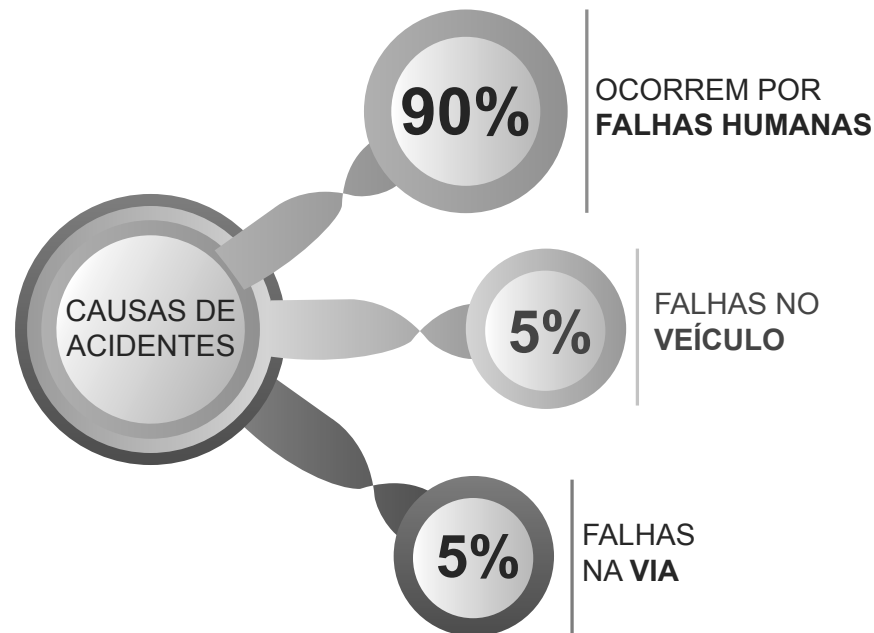 90%
OCORREM POR
FALHAS HUMANAS
CAUSAS DE
ACIDENTES
5%
FALHAS NO
VEÍCULO
5%
FALHAS
NA VIA